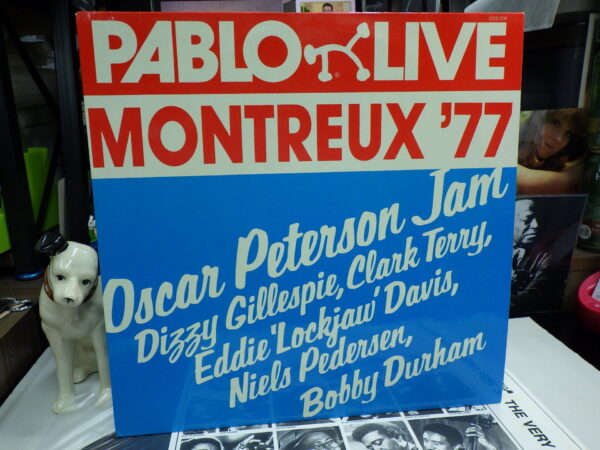 PABLO LIVE
MONTREUX '77
Oscar Peterson Jam
Dizzy Gillespie, Clark Terry,
Eddie 'Lockjaw' Davis,
Niels Pedersen,
Bobby Durham
THE VERY